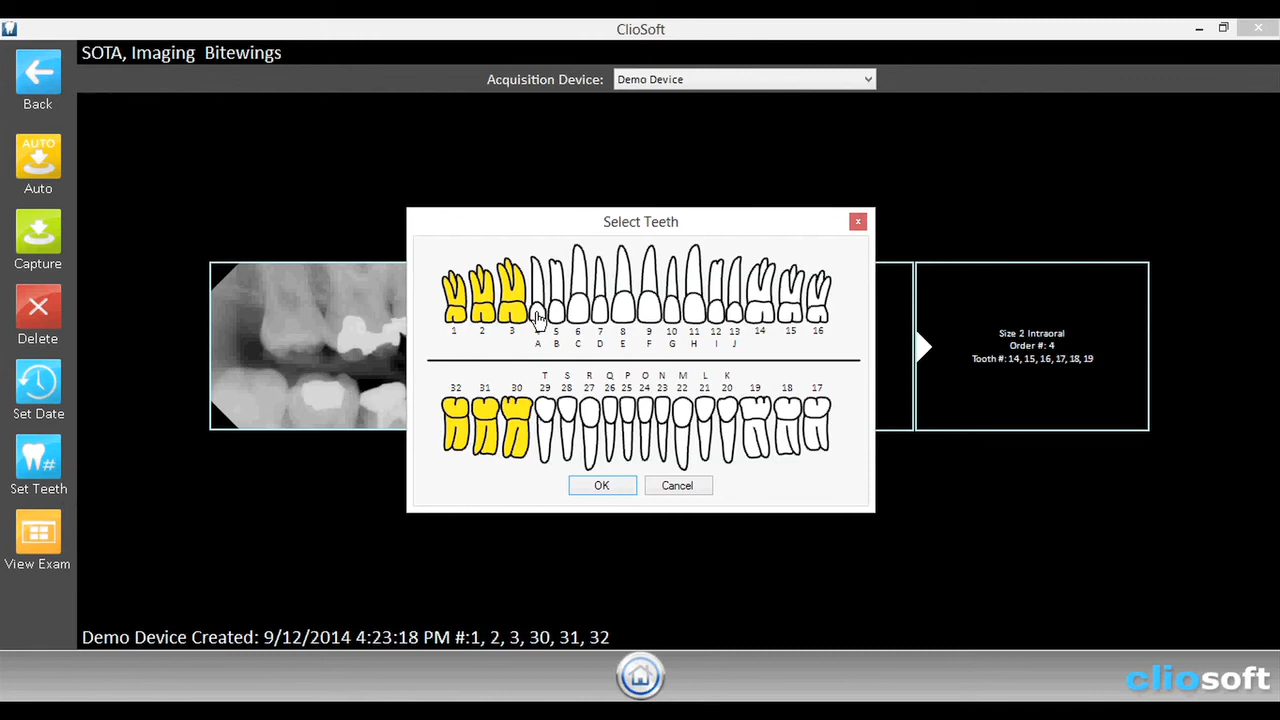 ClioSoft
SOTA, Imaging Bitewings
Acquisition Device: Demo Device
Back
AUTO
Auto
Capture
Delete
Set Date
#
Set Teeth
View Exam
Select Teeth
x
1 2 3 4 5 6 7 8 9 10 11 12 13 14 15 16
A B C D E F G H I J
T S R Q P O N M L K
32 31 30 29 28 27 26 25 24 23 22 21 20 19 18 17
OK Cancel
Size 2 Intraoral
Order #: 4
Tooth #: 14, 15, 16, 17, 18, 19
Demo Device Created: 9/12/2014 4:23:18 PM #:1, 2, 3, 30, 31, 32
cliosoft